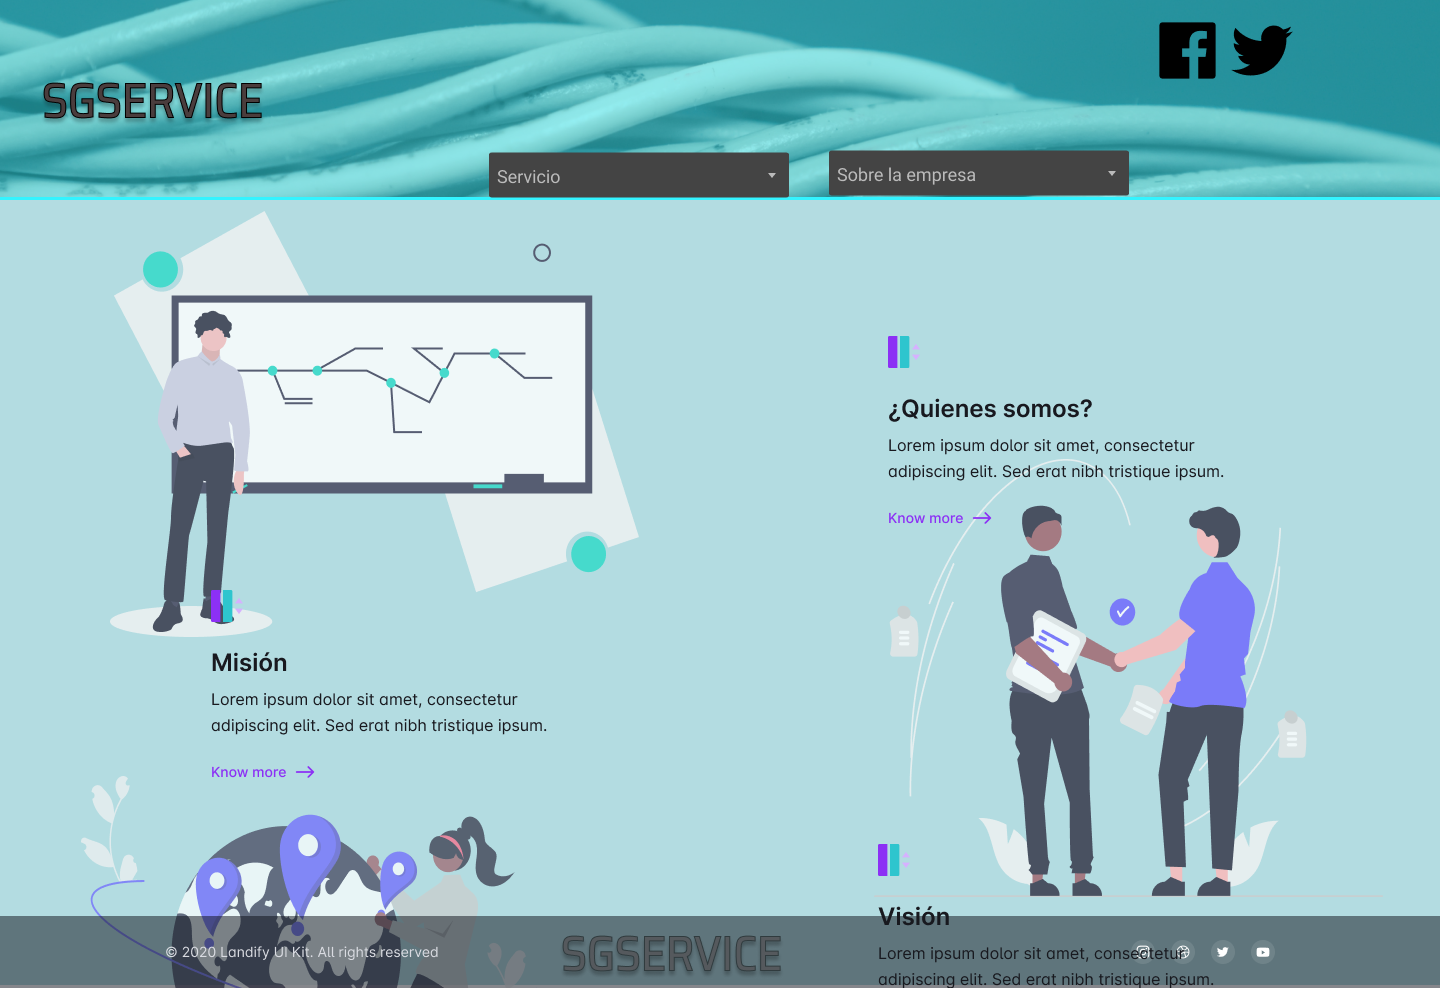 SGSERVICE
Servicio
Sobre la empresa
¿Quienes somos?
Lorem ipsum dolor sit amet, consectetur
adipiscing elit. Sed erat nibh tristique ipsum.
Know more
Misión
Lorem ipsum dolor sit amet, consectetur
adipiscing elit. Sed erat nibh tristique ipsum.
Know more
Visión
Lorem ipsum dolor sit amet, consectetur
adipiscing elit. Sed erat nibh tristique ipsum.
© 2020 Landify UI Kit. All rights reserved
SGSERVICE